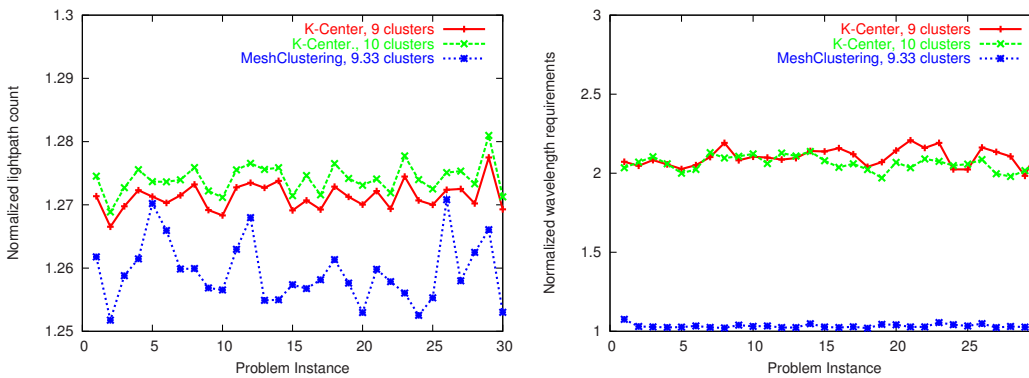 1.3
K-Center, 9 clusters
K-Center., 10 clusters
MeshClustering, 9.33 clusters
1.29
1.28
1.27
1.26
1.25
Normalized lightpath count
0 5 10 15 20 25 30
Problem Instance
3
K-Center, 9 clusters
K-Center, 10 clusters
MeshClustering, 9.33 clusters
2.5
2
1.5
1
Normalized wavelength requirements
0 5 10 15 20 25
Problem Instance